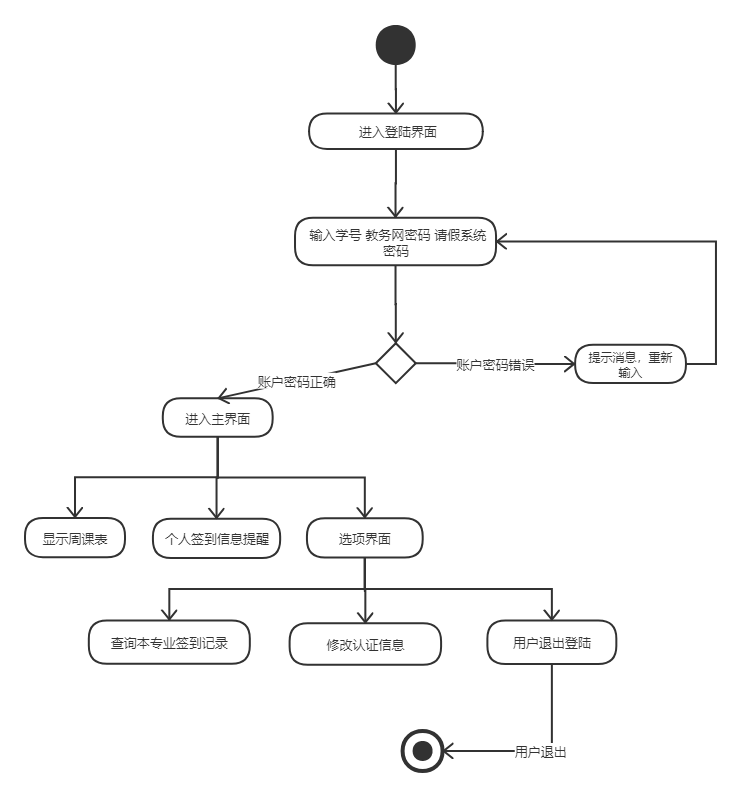 进入登陆界面
输入学号 教务网密码 请假系统
密码
账户密码错误
提示消息，重新
输入
账户密码正确
进入主界面
显示周课表
个人签到信息提醒
选项界面
查询本专业签到记录
修改认证信息
用户退出登陆
用户退出